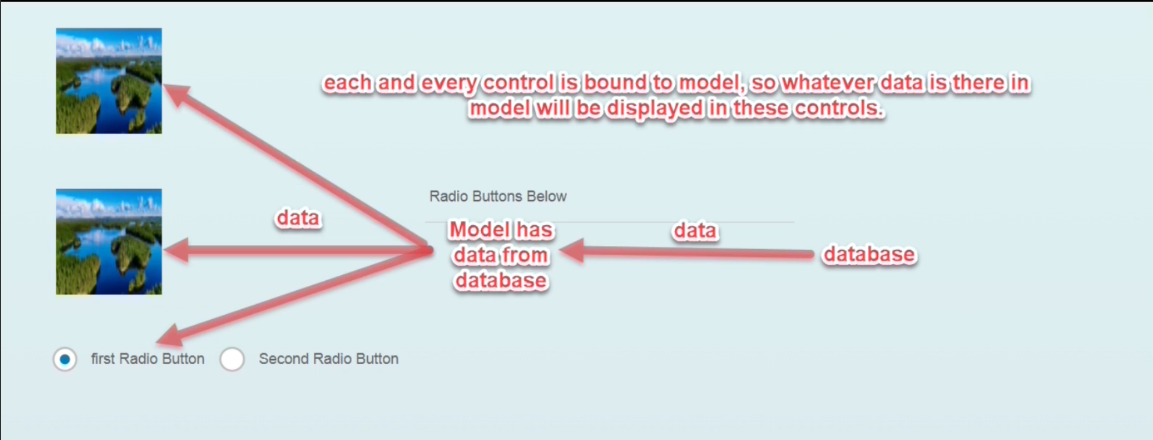 each and every control is bound to model, so whatever data is there in
model will be displayed in these controls.
Radio Buttons Below
data
Model has
data from
database
data
database
first Radio Button
Second Radio Button